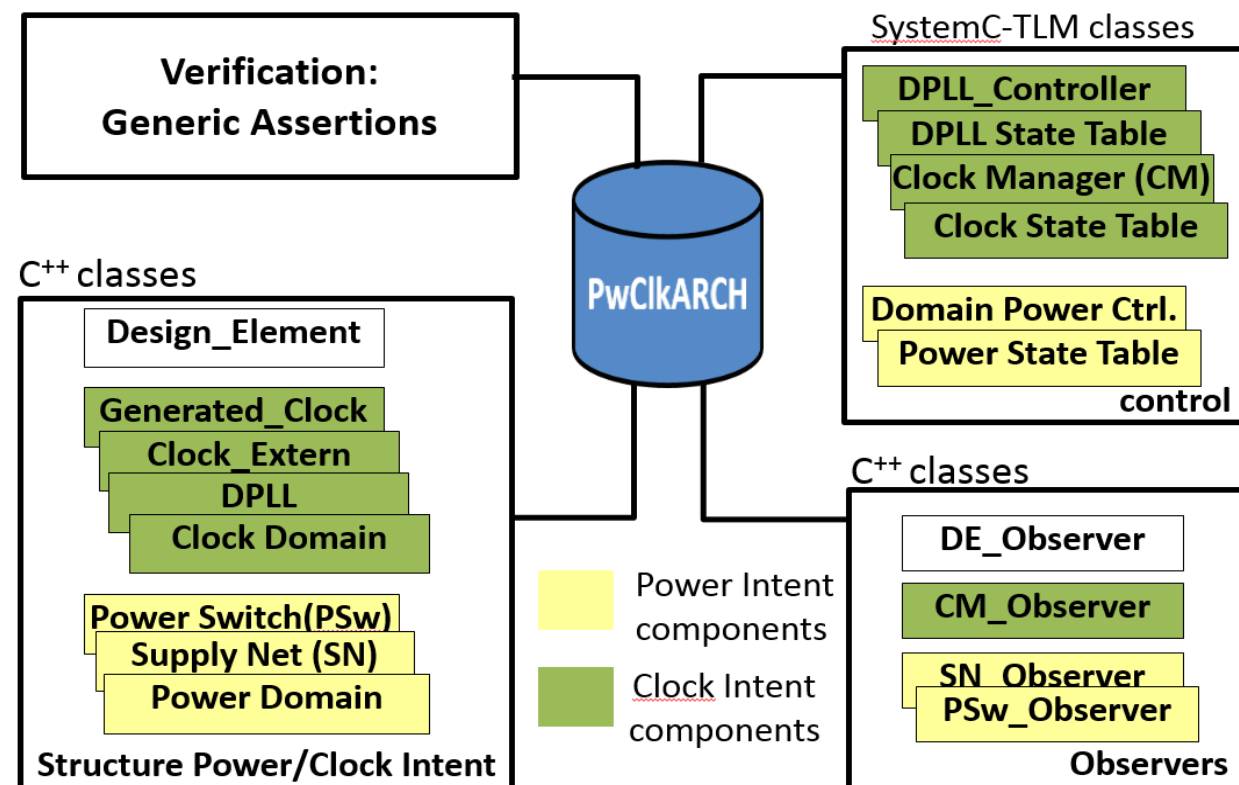 Verification:
Generic Assertions
SystemC-TLM classes
DPLL_Controller
DPLL State Table
Clock Manager (CM)
Clock State Table
Domain Power Ctrl.
Power State Table
control
PwClkARCH
C++ classes
Design_Element
Generated_Clock
Clock_Extern
DPLL
Clock Domain
Power Switch(PSw)
Supply Net (SN)
Power Domain
Structure Power/Clock Intent
Power Intent
components
Clock Intent
components
C++ classes
DE_Observer
CM_Observer
SN_Observer
PSw_Observer
Observers